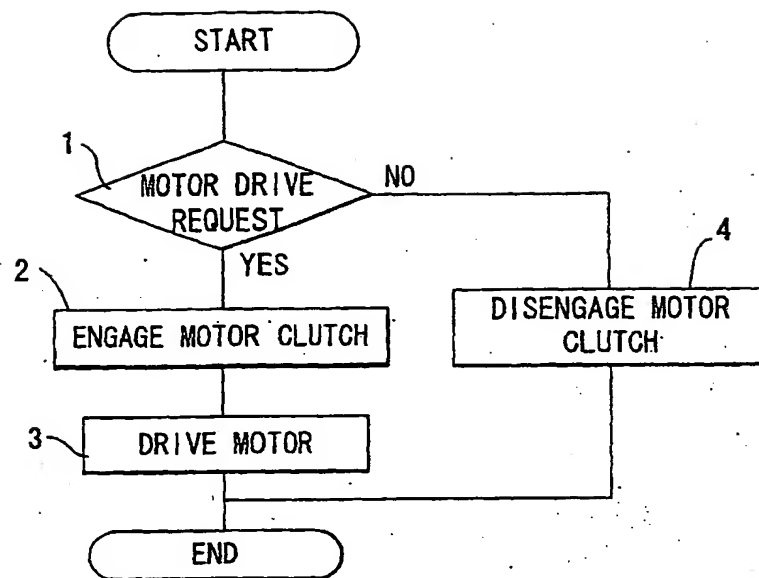 START
1
MOTOR DRIVE
REQUEST
NO
YES
2
ENGAGE MOTOR CLUTCH
4
DISENGAGE MOTOR
CLUTCH
3
DRIVE MOTOR
END